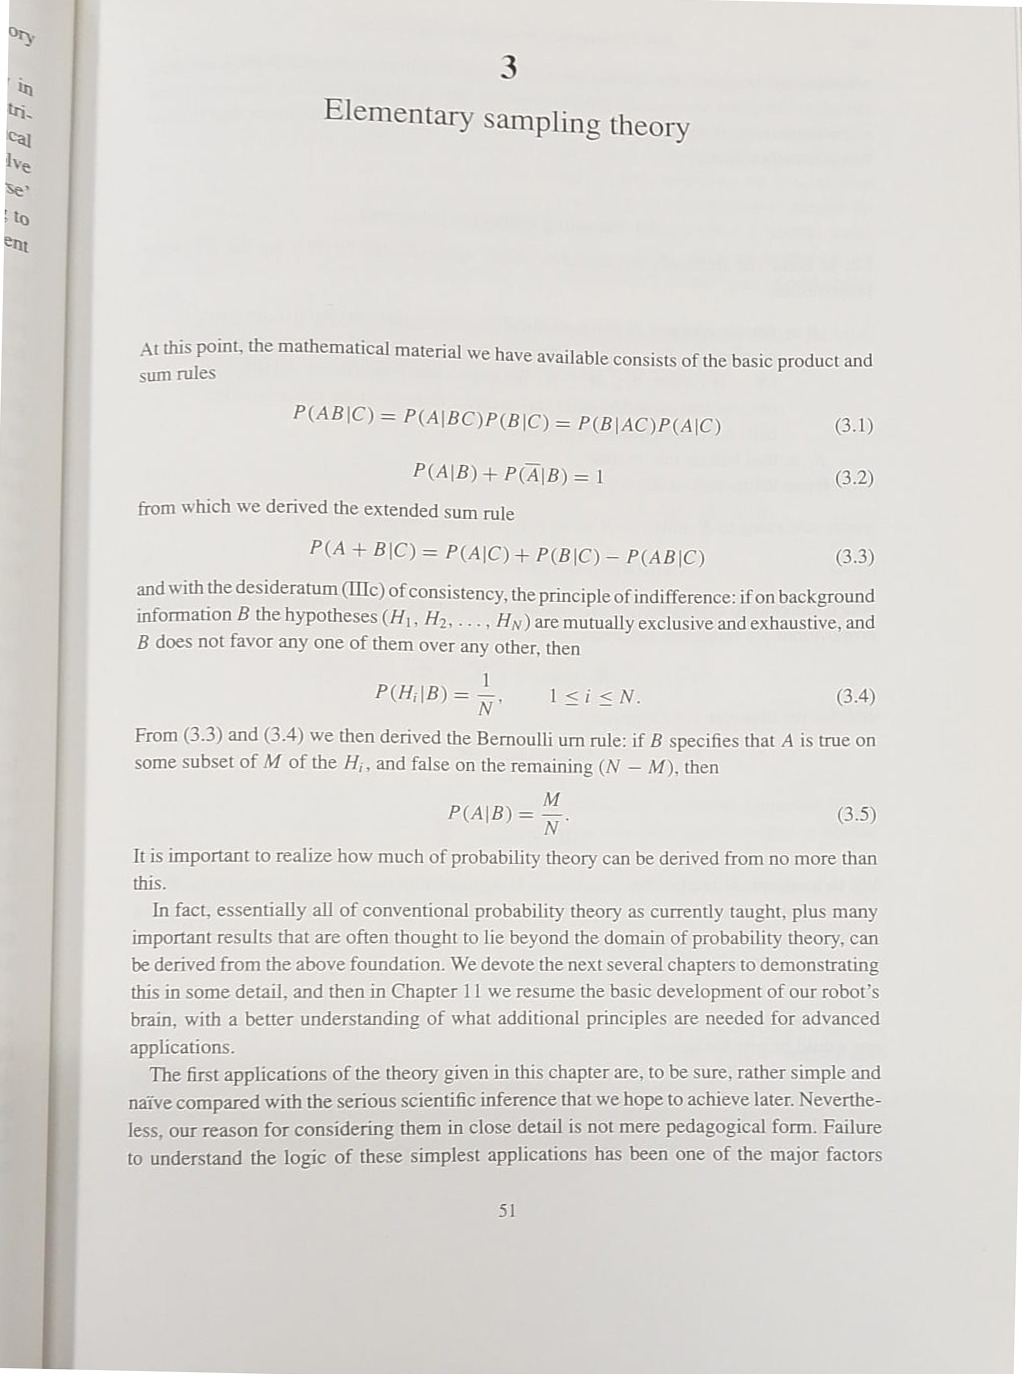 ory
in
tri-
cal
lve
se'
to
ent
3
Elementary sampling theory
At this point, the mathematical material we have available consists of the basic product and
sum rules
P(AB|C) = P(A|BC)P(B|C) = P(B|AC)P(A|C) (3.1)
P(A|B) + P(A̅|B) = 1 (3.2)
from which we derived the extended sum rule
P(A + B|C) = P(A|C) + P(B|C) − P(AB|C) (3.3)
and with the desideratum (IIIc) of consistency, the principle of indifference: if on background
information B the hypotheses (H₁, H₂, ..., H_N) are mutually exclusive and exhaustive, and
B does not favor any one of them over any other, then
P(Hᵢ|B) = 1/N, 1 ≤ i ≤ N. (3.4)
From (3.3) and (3.4) we then derived the Bernoulli urn rule: if B specifies that A is true on
some subset of M of the Hᵢ, and false on the remaining (N − M), then
P(A|B) = M/N. (3.5)
It is important to realize how much of probability theory can be derived from no more than
this.
In fact, essentially all of conventional probability theory as currently taught, plus many
important results that are often thought to lie beyond the domain of probability theory, can
be derived from the above foundation. We devote the next several chapters to demonstrating
this in some detail, and then in Chapter 11 we resume the basic development of our robot's
brain, with a better understanding of what additional principles are needed for advanced
applications.
The first applications of the theory given in this chapter are, to be sure, rather simple and
naïve compared with the serious scientific inference that we hope to achieve later. Neverthe-
less, our reason for considering them in close detail is not mere pedagogical form. Failure
to understand the logic of these simplest applications has been one of the major factors
51